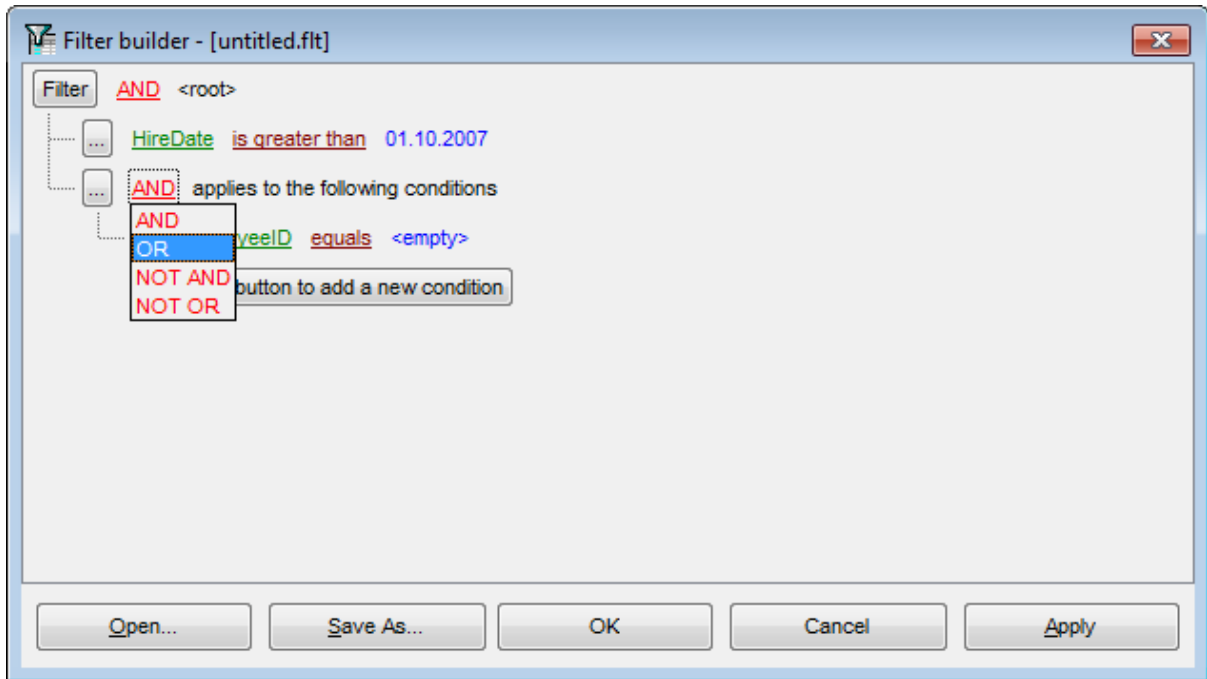 Filter builder - [untitled.flt]
Filter AND <root>
... HireDate is greater than 01.10.2007
... AND applies to the following conditions
AND
OR
NOT AND
NOT OR
yeeID equals <empty>
button to add a new condition
Open... Save As... OK Cancel Apply